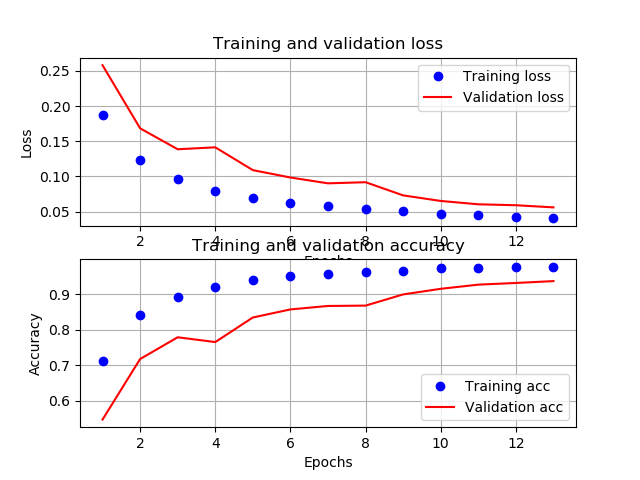 Training and validation loss
0.25
0.20
0.15
0.10
0.05
Loss
Training loss
Validation loss
2 4 6 8 10 12
Epochs
Training and validation accuracy
0.9
0.8
0.7
0.6
Accuracy
Training acc
Validation acc
2 4 6 8 10 12
Epochs